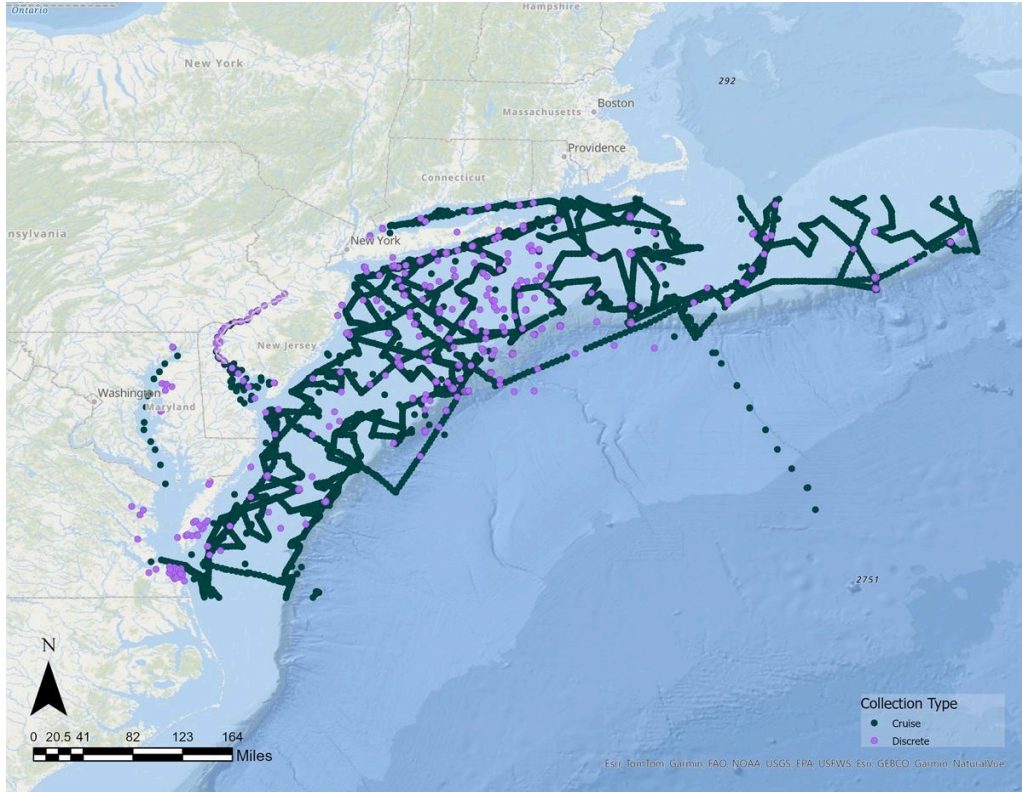 Ontario
Hampshire
New York
292
Massachusetts
Boston
Providence
Connecticut
nsylvania
New York
New Jersey
Washington
Maryland
2751
N
0 20.5 41 82 123 164
Miles
Collection Type
Cruise
Discrete
Esri, TomTom, Garmin, FAO, NOAA, USGS, EPA, USFWS, Esri, GEBCO, Garmin, NaturalVue